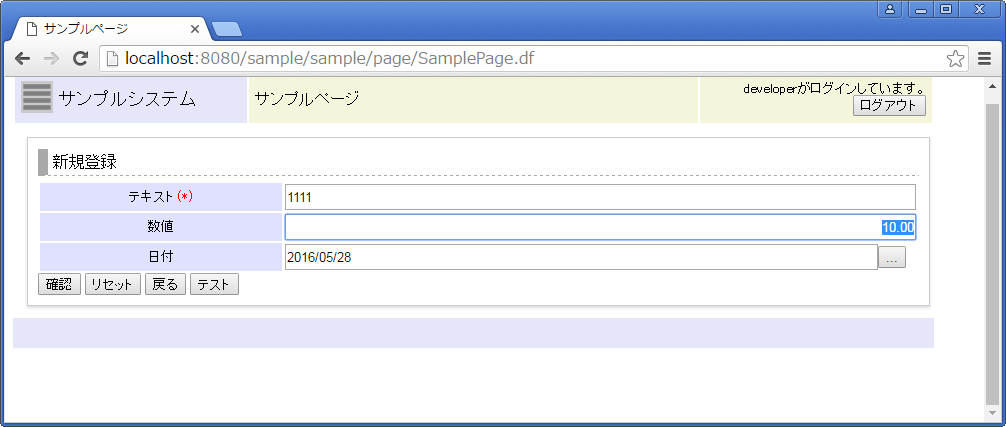 サンプルページ
localhost:8080/sample/sample/page/SamplePage.df
サンプルシステム
サンプルページ
developerがログインしています。
ログアウト
新規登録
テキスト(*)
1111
数値
10.00
日付
2016/05/28
...
確認 リセット 戻る テスト